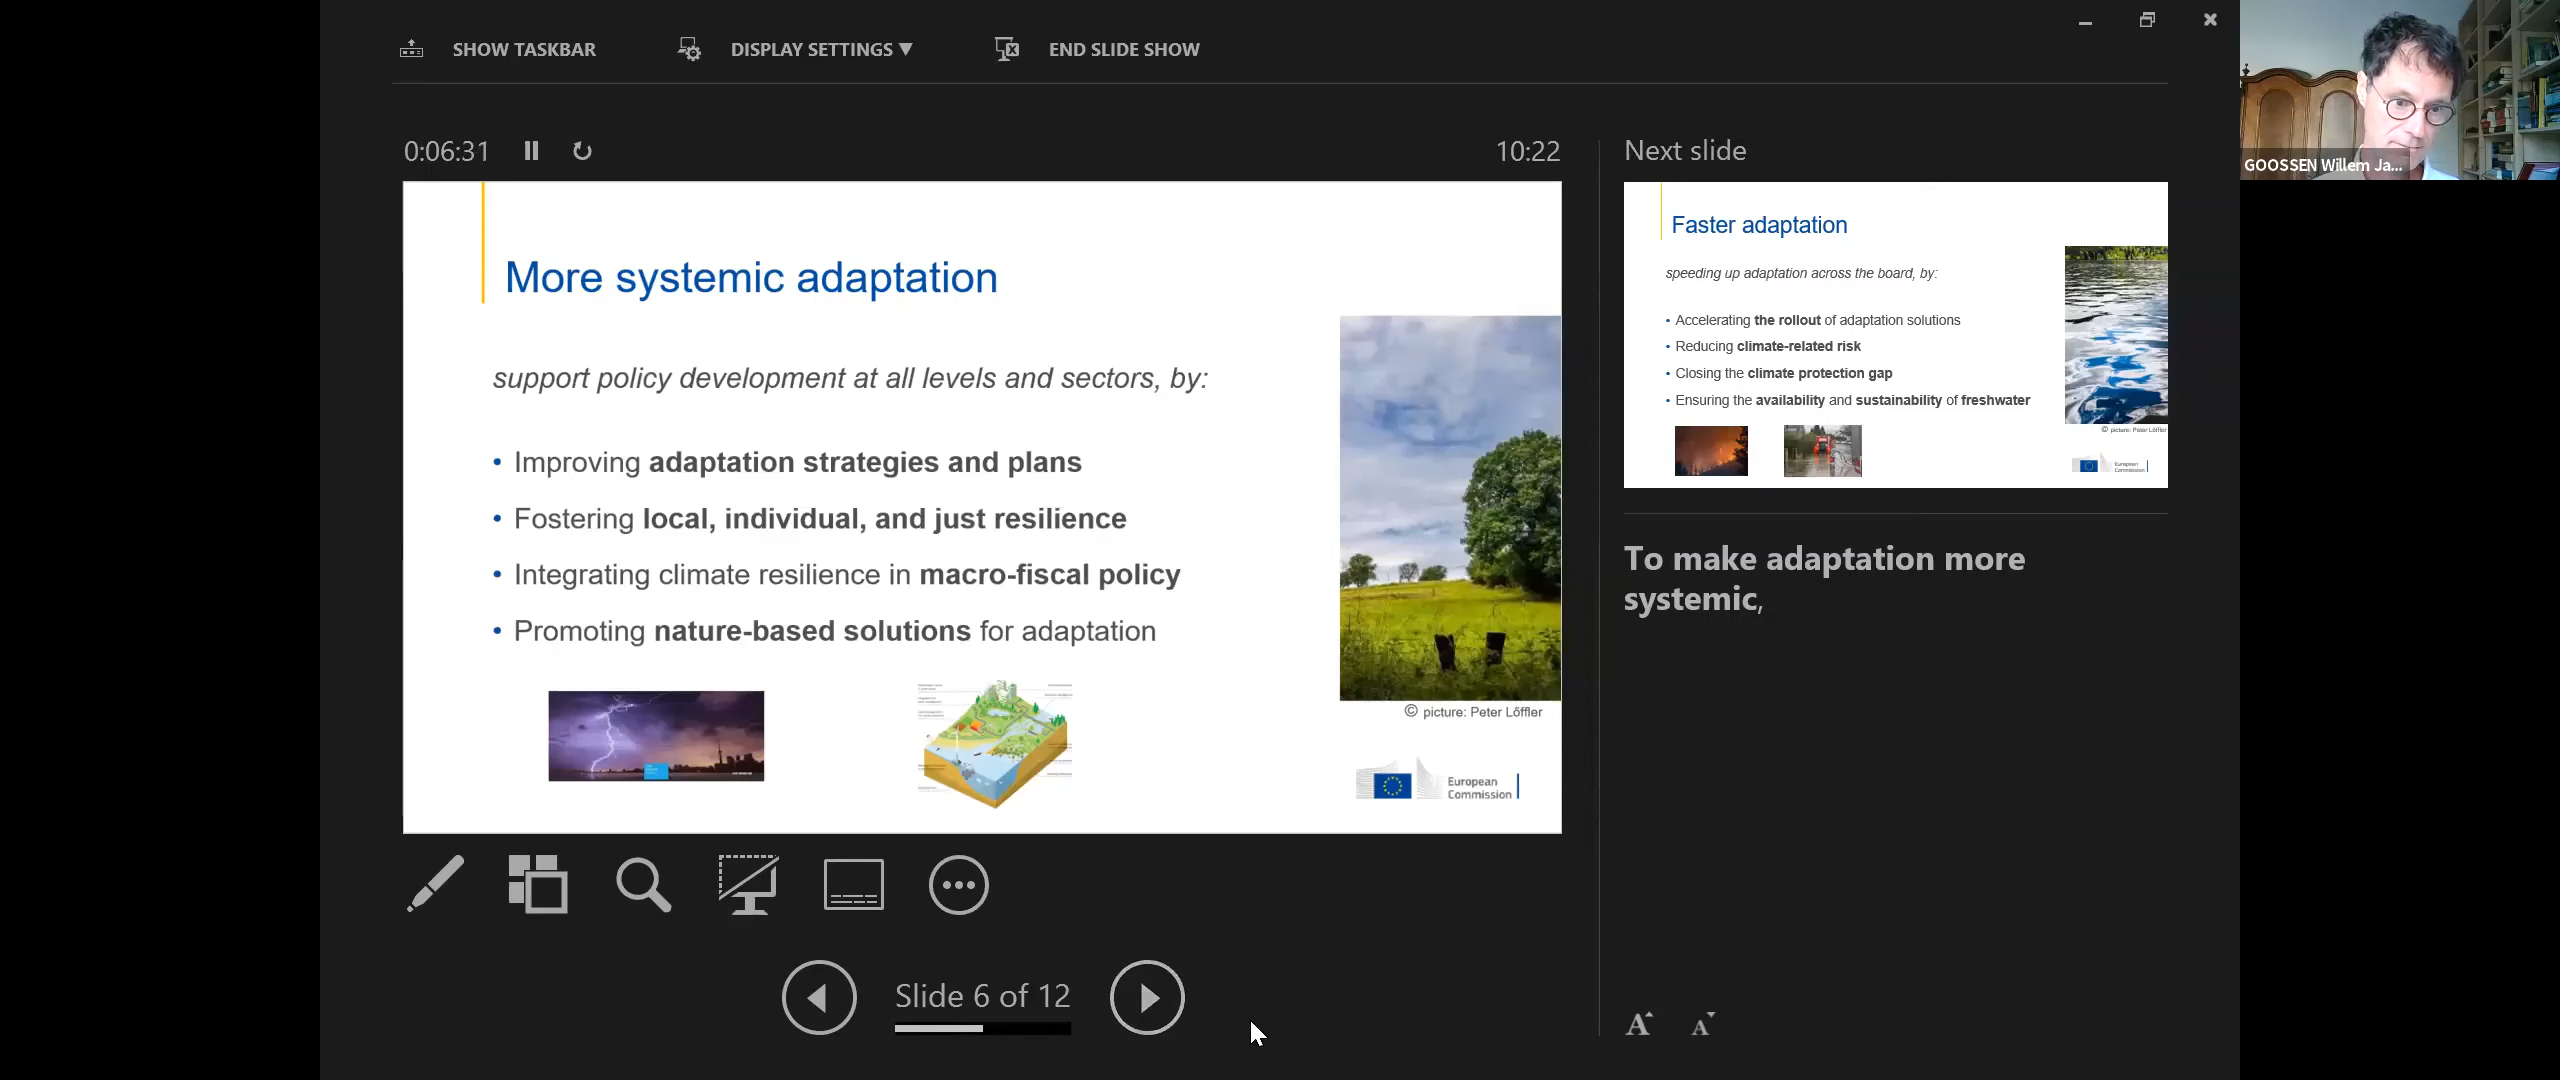 SHOW TASKBAR
DISPLAY SETTINGS ▼
END SLIDE SHOW
0:06:31
10:22
More systemic adaptation
support policy development at all levels and sectors, by:
• Improving adaptation strategies and plans
• Fostering local, individual, and just resilience
• Integrating climate resilience in macro-fiscal policy
• Promoting nature-based solutions for adaptation
© picture: Peter Löffler
European
Commission
Slide 6 of 12
Next slide
Faster adaptation
speeding up adaptation across the board, by:
• Accelerating the rollout of adaptation solutions
• Reducing climate-related risk
• Closing the climate protection gap
• Ensuring the availability and sustainability of freshwater
© picture: Peter Löffler
European
Commission
To make adaptation more
systemic,
A A
GOOSSEN Willem Ja...